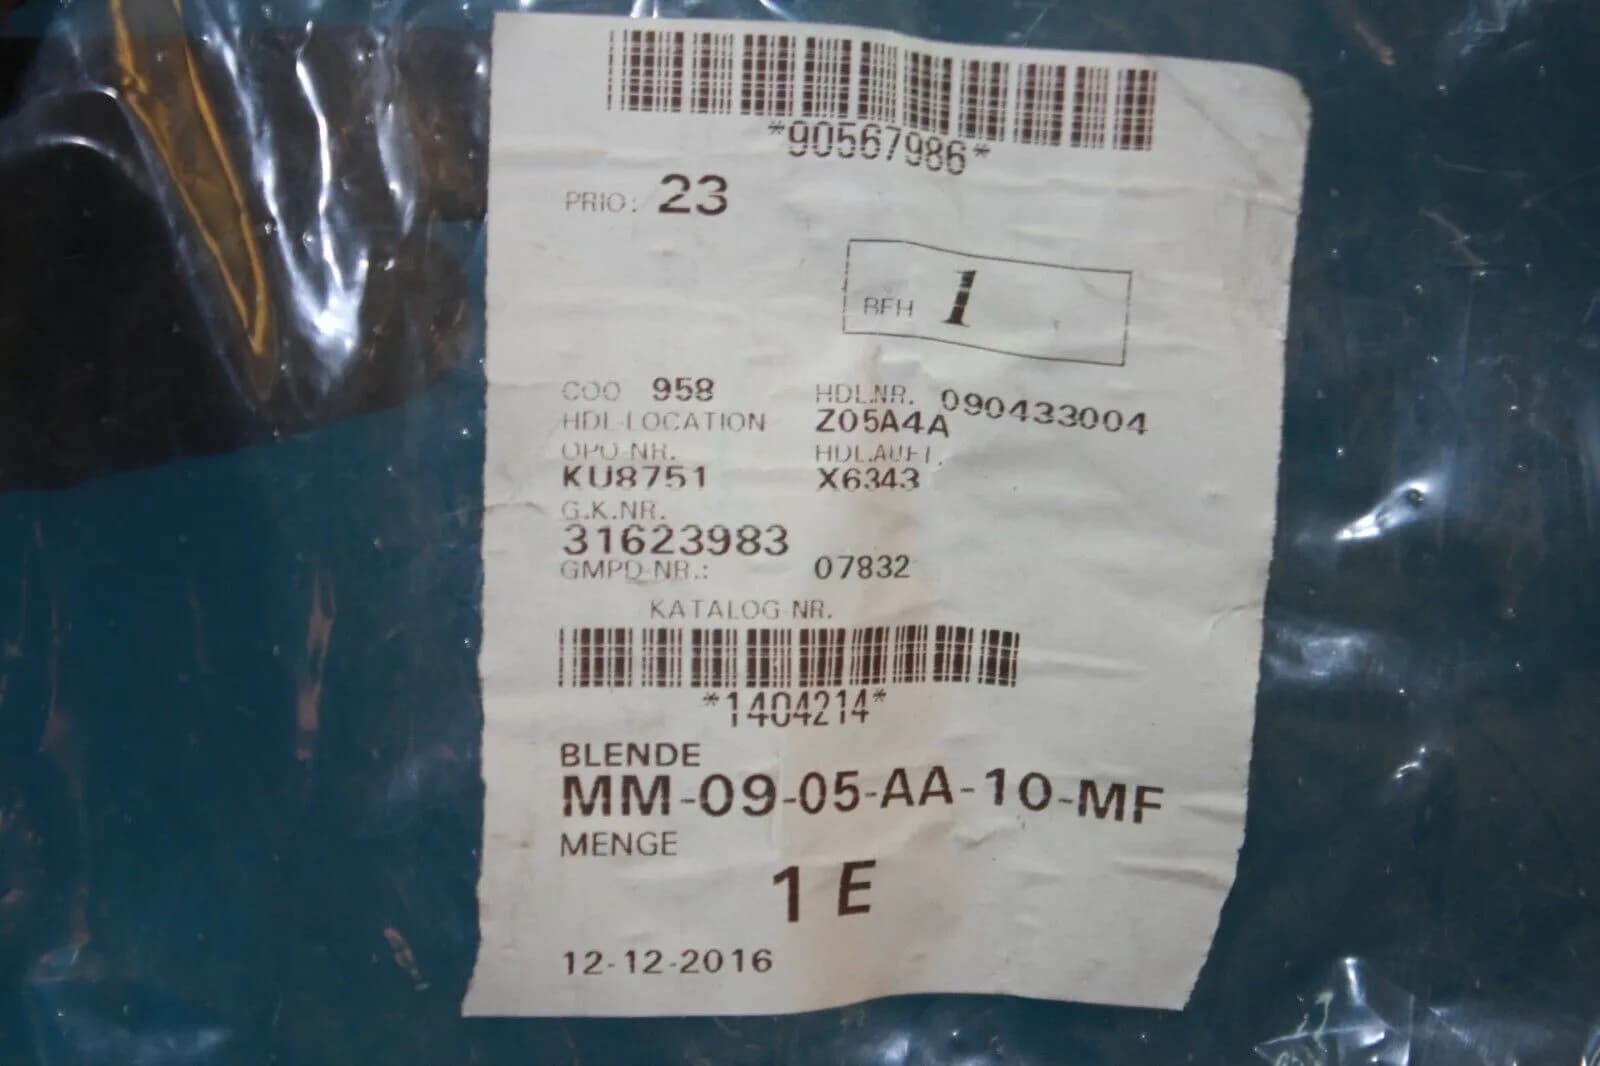 *90567986*
PRIO: 23
RFH 1
COO 958 HDL.NR. 090433004
HDL-LOCATION Z05A4A
OPO-NR. HDL.AUFT.
KU8751 X6343
G.K.NR.
31623983
GMPD-NR.: 07832
KATALOG-NR.
*1404214*
BLENDE
MM-09-05-AA-10-MF
MENGE
1 E
12-12-2016